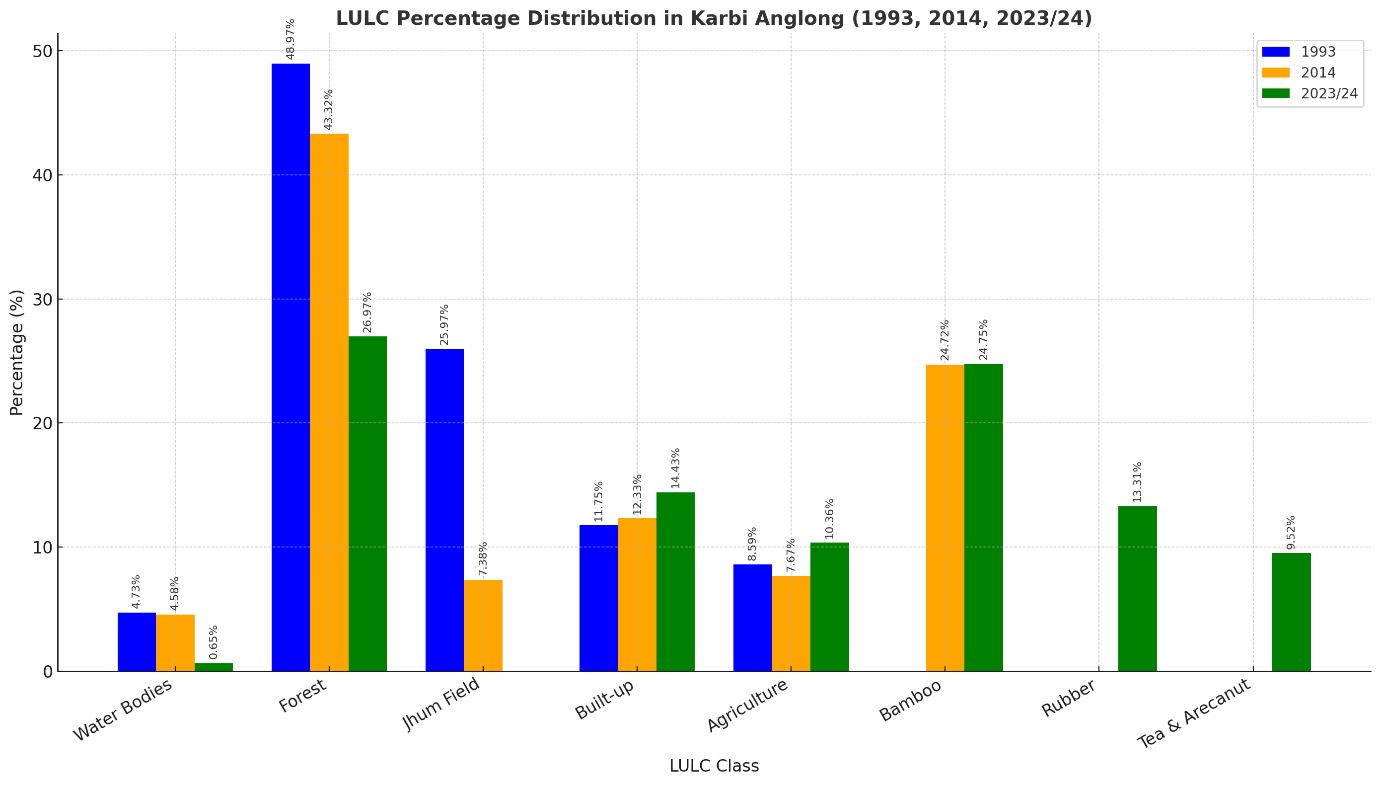 LULC Percentage Distribution in Karbi Anglong (1993, 2014, 2023/24)
1993
2014
2023/24
Percentage (%)
50
40
30
20
10
0
4.73%
4.58%
0.65%
48.97%
43.32%
26.97%
25.97%
7.38%
11.75%
12.33%
14.43%
8.59%
7.67%
10.36%
24.72%
24.75%
13.31%
9.52%
Water Bodies
Forest
Jhum Field
Built-up
Agriculture
Bamboo
Rubber
Tea & Arecanut
LULC Class